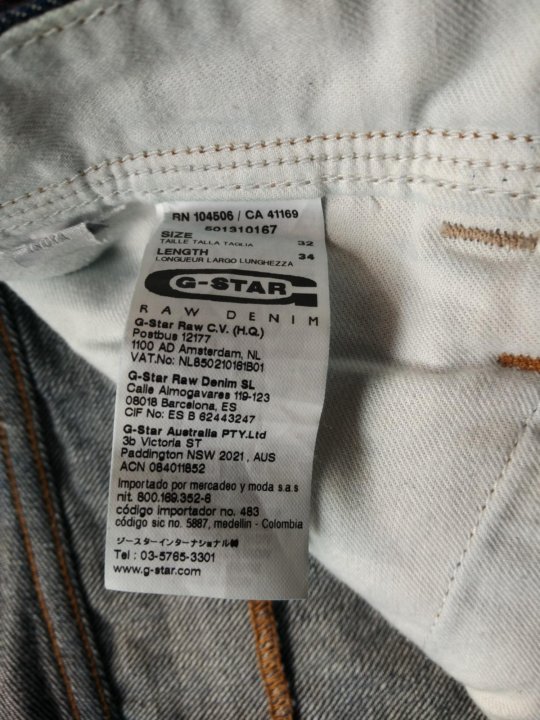 RN 104506 / CA 41169
601310167
SIZE 32
TAILLE TALLA TAGLIA
LENGTH 34
LONGUEUR LARGO LUNGHEZZA
G-STAR
RAW DENIM
G-Star Raw C.V. (H.Q.)
Postbus 12177
1100 AD Amsterdam, NL
VAT.No: NL850210161B01
G-Star Raw Denim SL
Calle Almogavares 119-123
08018 Barcelona, ES
CIF No: ES B 62443247
G-Star Australia PTY.Ltd
3b Victoria ST
Paddington NSW 2021 , AUS
ACN 084011852
Importado por mercadeo y moda s.a.s
nit. 800.189.352-6
código importador no. 483
código sic no. 5887, medellin - Colombia
ジースターインターナショナル㈱
Tel : 03-5765-3301
www.g-star.com